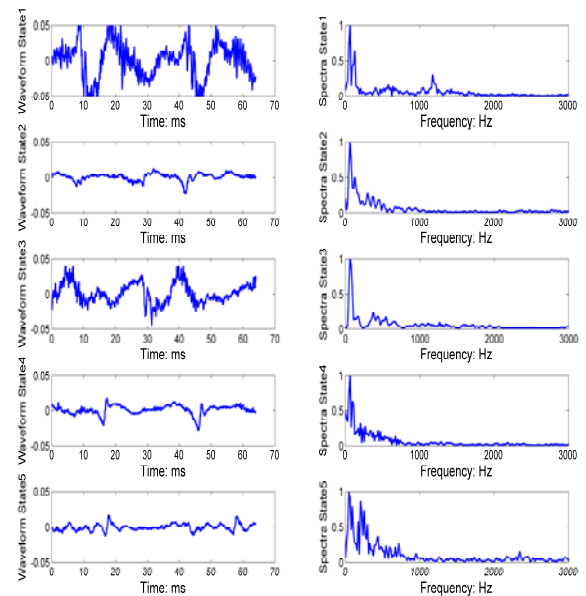 Waveform State1
0.05
0
-0.05
0 10 20 30 40 50 60 70
Time: ms
Spectra State1
1
0.5
0
0 1000 2000 3000
Frequency: Hz
Waveform State2
0.05
0
-0.05
0 10 20 30 40 50 60 70
Time: ms
Spectra State2
1
0.5
0
0 1000 2000 3000
Frequency: Hz
Waveform State3
0.05
0
-0.05
0 10 20 30 40 50 60 70
Time: ms
Spectra State3
1
0.5
0
0 1000 2000 3000
Frequency: Hz
Waveform State4
0.05
0
-0.05
0 10 20 30 40 50 60 70
Time: ms
Spectra State4
1
0.5
0
0 1000 2000 3000
Frequency: Hz
Waveform State5
0.05
0
-0.05
0 10 20 30 40 50 60 70
Time: ms
Spectra State5
1
0.5
0
0 1000 2000 3000
Frequency: Hz